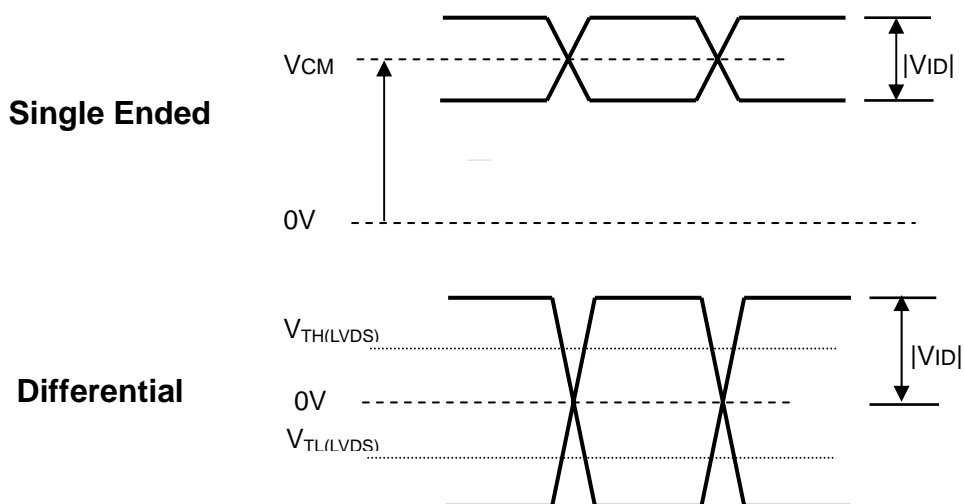 VCM
|VID|
Single Ended
0V
VTH(LVDS)
|VID|
Differential
0V
VTL(LVDS)